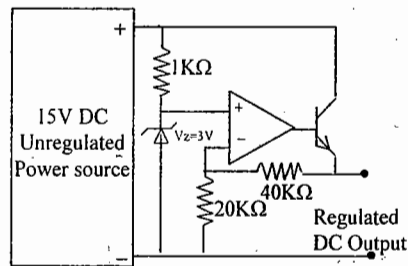 +
1KΩ
15V DC
Unregulated
Power source
Vz=3V
+
−
40KΩ
20KΩ
Regulated
DC Output
−